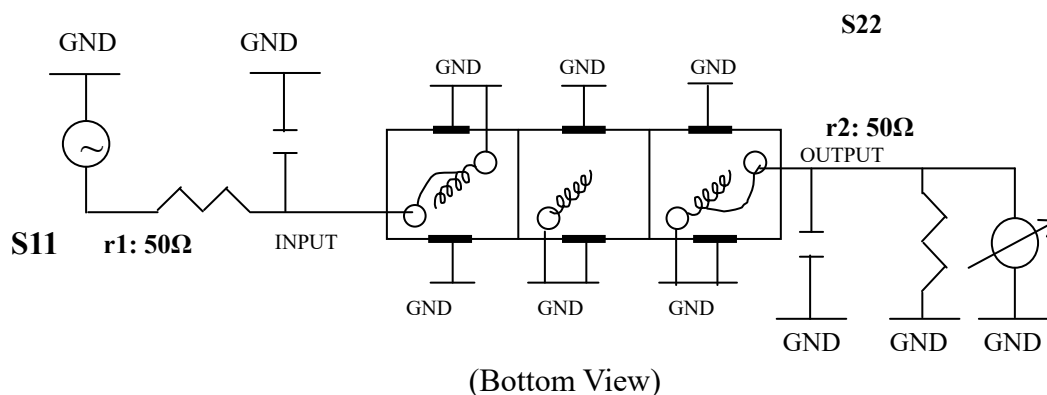 S22
GND
GND
GND
GND
GND
r2: 50Ω
OUTPUT
~
S11
r1: 50Ω
INPUT
GND
GND
GND
GND
GND
GND
(Bottom View)